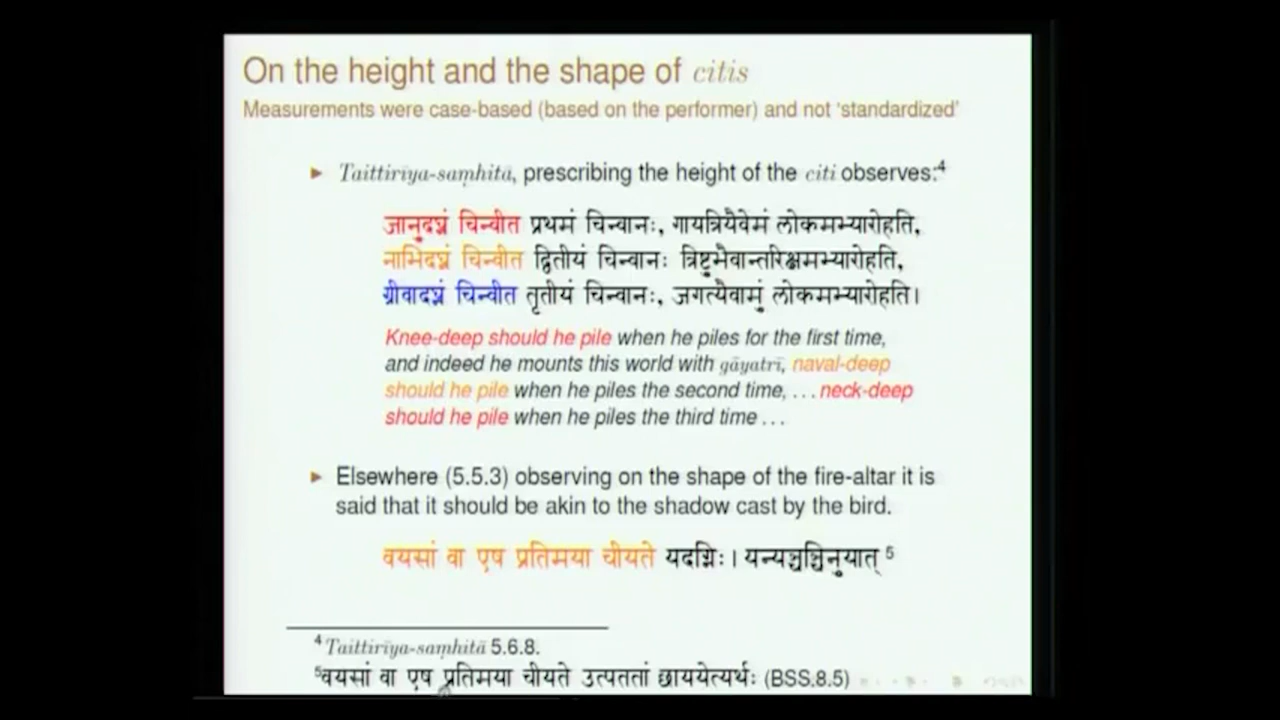 On the height and the shape of citis
Measurements were case-based (based on the performer) and not ‘standardized’
▶ Taittirīya-saṃhitā, prescribing the height of the citi observes:4
जानुदघ्नं चिन्वीत प्रथमं चिन्वानः, गायत्रियैवेमं लोकमभ्यारोहति,
नाभिदघ्नं चिन्वीत द्वितीयं चिन्वानः त्रिष्टुभैवान्तरिक्षमभ्यारोहति,
ग्रीवादघ्नं चिन्वीत तृतीयं चिन्वानः, जगत्यैवामुं लोकमभ्यारोहति।
Knee-deep should he pile when he piles for the first time,
and indeed he mounts this world with gāyatrī, naval-deep
should he pile when he piles the second time, ... neck-deep
should he pile when he piles the third time ...
▶ Elsewhere (5.5.3) observing on the shape of the fire-altar it is
said that it should be akin to the shadow cast by the bird.
वयसां वा एष प्रतिमया चीयते यदग्निः। यन्यञ्चञ्चिनुयात् 5
4 Taittirīya-saṃhitā 5.6.8.
5वयसां वा एष प्रतिमया चीयते उत्पततां छाययेत्यर्थः (BSS.8.5)